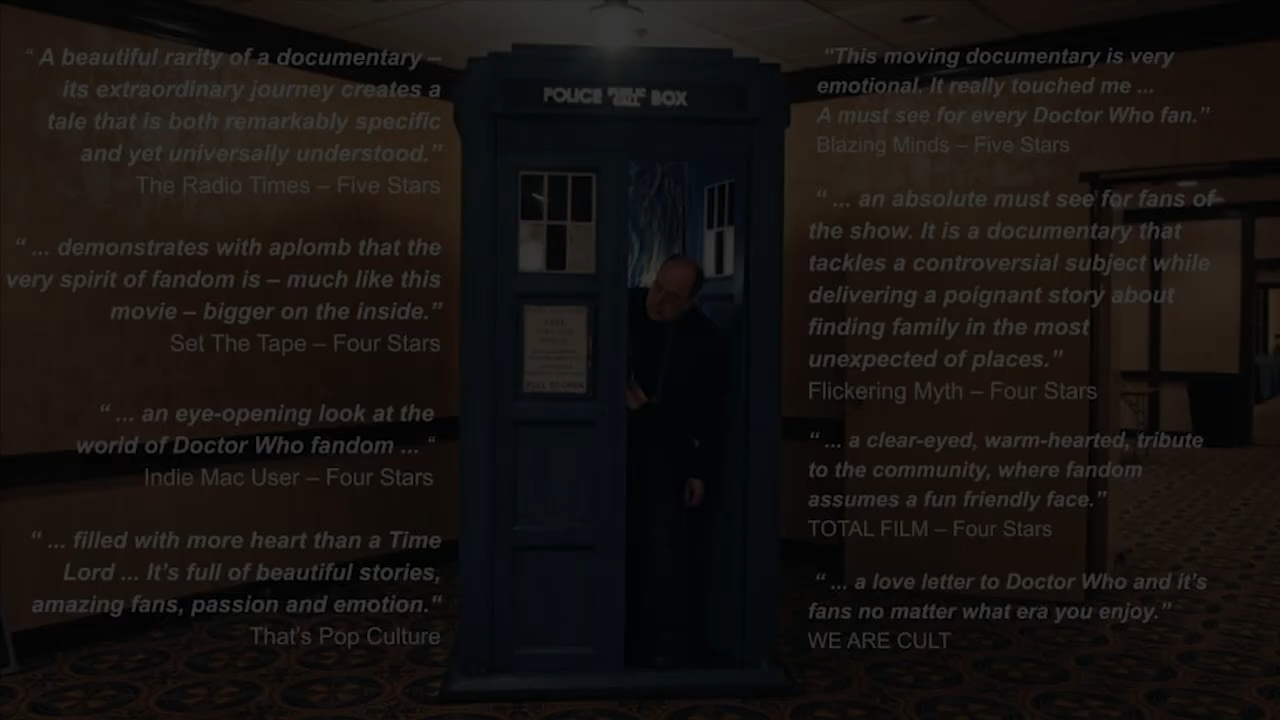 “ A beautiful rarity of a documentary –
its extraordinary journey creates a
tale that is both remarkably specific
and yet universally understood.”
The Radio Times – Five Stars
“ ... demonstrates with aplomb that the
very spirit of fandom is – much like this
movie – bigger on the inside.”
Set The Tape – Four Stars
“ ... an eye-opening look at the
world of Doctor Who fandom ... “
Indie Mac User – Four Stars
“ ... filled with more heart than a Time
Lord ... It’s full of beautiful stories,
amazing fans, passion and emotion.“
That’s Pop Culture
POLICE PUBLIC CALL BOX
PULL TO OPEN
"This moving documentary is very
emotional. It really touched me ...
A must see for every Doctor Who fan.”
Blazing Minds – Five Stars
“ ... an absolute must see for fans of
the show. It is a documentary that
tackles a controversial subject while
delivering a poignant story about
finding family in the most
unexpected of places.”
Flickering Myth – Four Stars
“ ... a clear-eyed, warm-hearted, tribute
to the community, where fandom
assumes a fun friendly face.”
TOTAL FILM – Four Stars
“ ... a love letter to Doctor Who and it’s
fans no matter what era you enjoy.”
WE ARE CULT